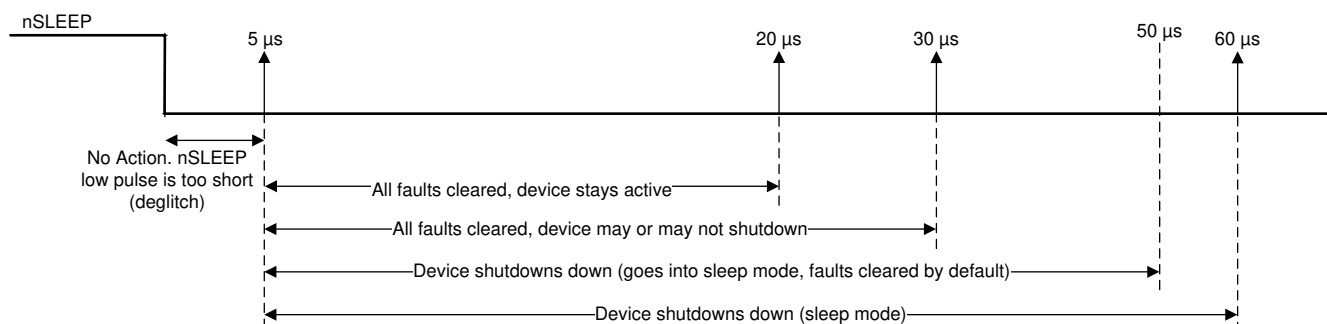 nSLEEP
5 µs
20 µs
30 µs
50 µs
60 µs
No Action. nSLEEP
low pulse is too short
(deglitch)
All faults cleared, device stays active
All faults cleared, device may or may not shutdown
Device shutdowns down (goes into sleep mode, faults cleared by default)
Device shutdowns down (sleep mode)